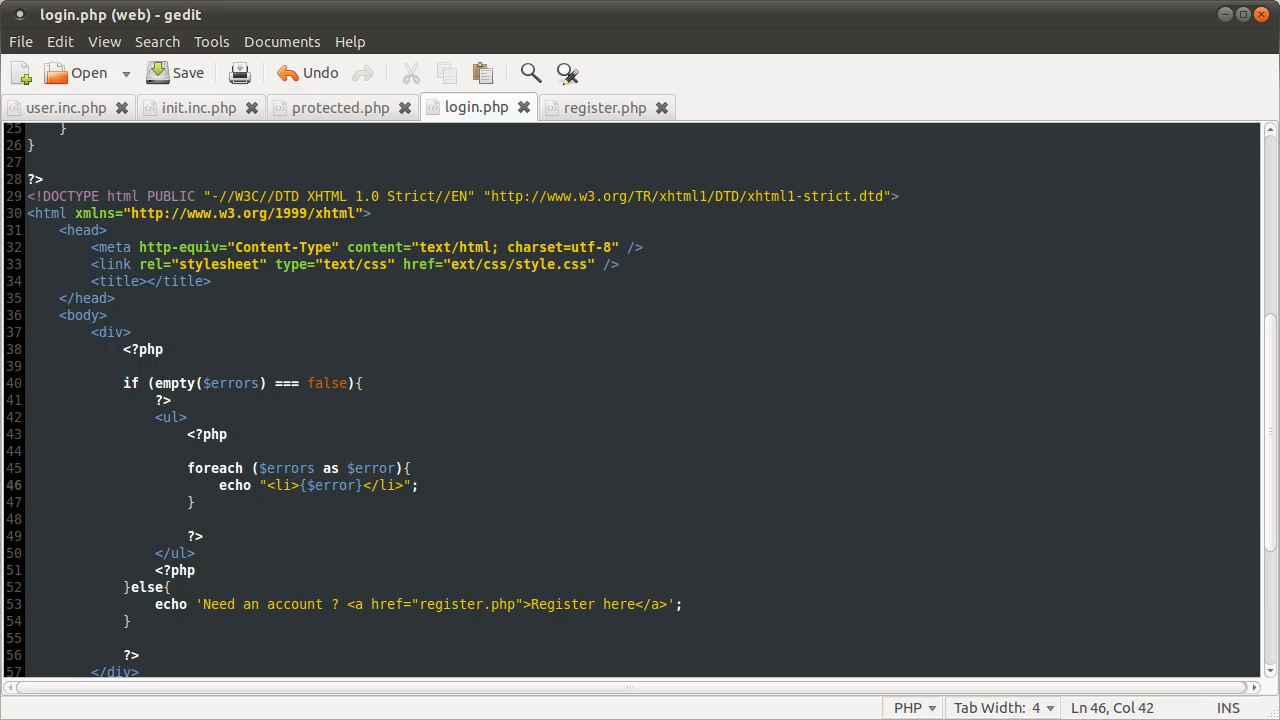 login.php (web) - gedit
File Edit View Search Tools Documents Help
Open Save Undo
user.inc.php init.inc.php protected.php login.php register.php
25 }
26 }
27
28 ?>
29 <!DOCTYPE html PUBLIC "-//W3C//DTD XHTML 1.0 Strict//EN" "http://www.w3.org/TR/xhtml1/DTD/xhtml1-strict.dtd">
30 <html xmlns="http://www.w3.org/1999/xhtml">
31 <head>
32 <meta http-equiv="Content-Type" content="text/html; charset=utf-8" />
33 <link rel="stylesheet" type="text/css" href="ext/css/style.css" />
34 <title></title>
35 </head>
36 <body>
37 <div>
38 <?php
39
40 if (empty($errors) === false){
41 ?>
42 <ul>
43 <?php
44
45 foreach ($errors as $error){
46 echo "<li>{$error}</li>";
47 }
48
49 ?>
50 </ul>
51 <?php
52 }else{
53 echo 'Need an account ? <a href="register.php">Register here</a>';
54 }
55
56 ?>
57 </div>
PHP Tab Width: 4 Ln 46, Col 42 INS